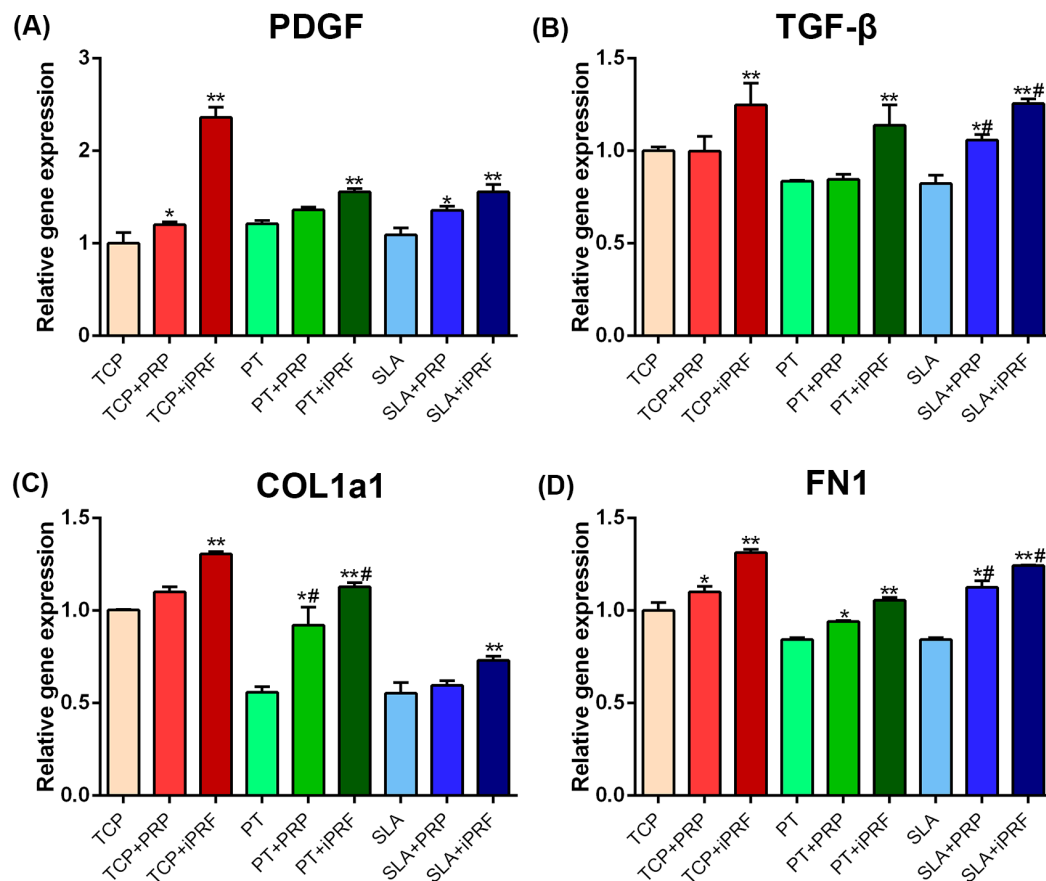 (A) PDGF
Relative gene expression
3
2
1
0
* ** ** * **
TCP TCP+PRP TCP+iPRF PT PT+PRP PT+iPRF SLA SLA+PRP SLA+iPRF
(B) TGF-β
Relative gene expression
1.5
1.0
0.5
0.0
** ** *# **#
TCP TCP+PRP TCP+iPRF PT PT+PRP PT+iPRF SLA SLA+PRP SLA+iPRF
(C) COL1a1
Relative gene expression
1.5
1.0
0.5
0.0
** *# **# **
TCP TCP+PRP TCP+iPRF PT PT+PRP PT+iPRF SLA SLA+PRP SLA+iPRF
(D) FN1
Relative gene expression
1.5
1.0
0.5
0.0
* ** * ** *# **#
TCP TCP+PRP TCP+iPRF PT PT+PRP PT+iPRF SLA SLA+PRP SLA+iPRF